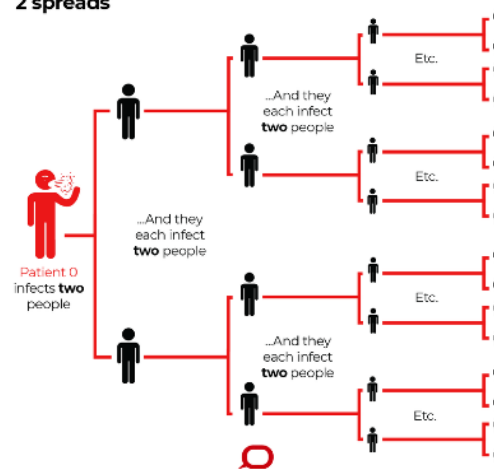 2 spreads
Etc.
...And they
each infect
two people
Etc.
...And they
each infect
two people
Patient 0
infects two
people
Etc.
...And they
each infect
two people
Etc.